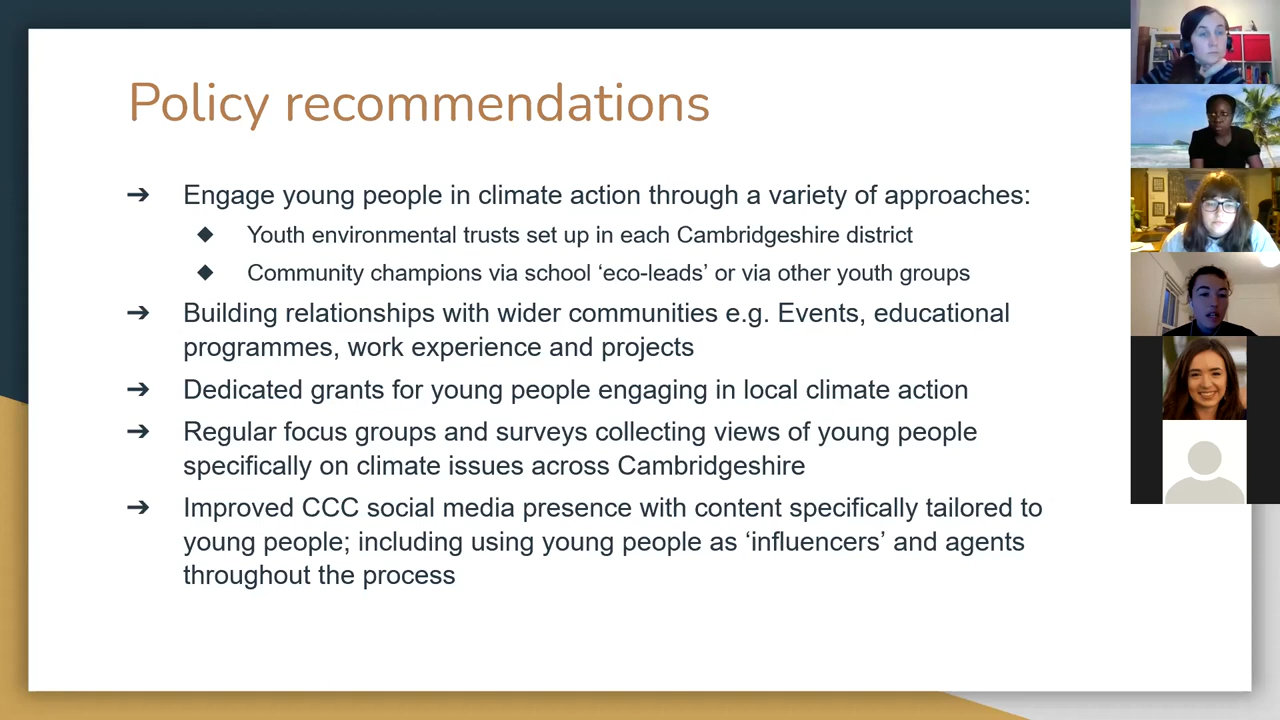 Policy recommendations
➔ Engage young people in climate action through a variety of approaches:
◆ Youth environmental trusts set up in each Cambridgeshire district
◆ Community champions via school ‘eco-leads’ or via other youth groups
➔ Building relationships with wider communities e.g. Events, educational
programmes, work experience and projects
➔ Dedicated grants for young people engaging in local climate action
➔ Regular focus groups and surveys collecting views of young people
specifically on climate issues across Cambridgeshire
➔ Improved CCC social media presence with content specifically tailored to
young people; including using young people as ‘influencers’ and agents
throughout the process